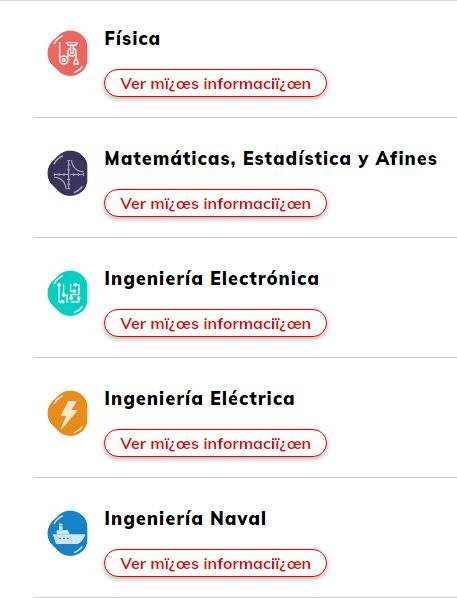 Física
Ver mï¿œs informaciï¿œn
Matemáticas, Estadística y Afines
Ver mï¿œs informaciï¿œn
Ingeniería Electrónica
Ver mï¿œs informaciï¿œn
Ingeniería Eléctrica
Ver mï¿œs informaciï¿œn
Ingeniería Naval
Ver mï¿œs informaciï¿œn